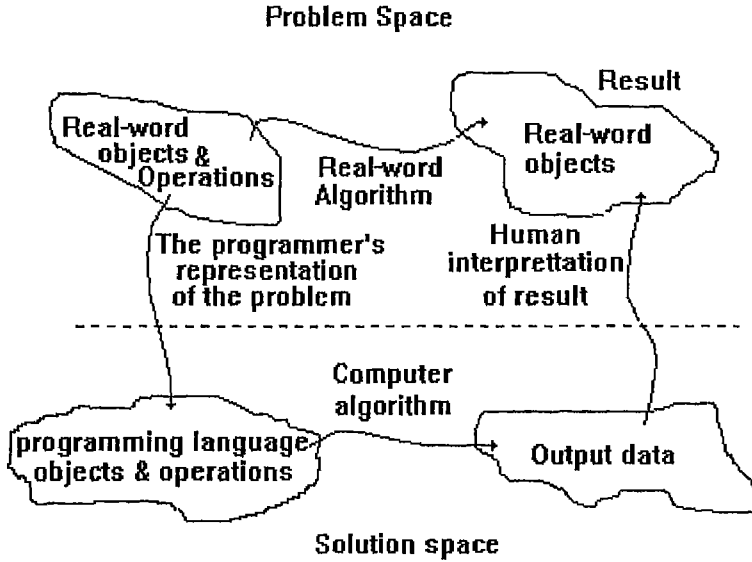 Problem Space
Real-word
objects &
Operations
Real-word
Algorithm
Result
Real-word
objects
The programmer's
representation
of the problem
Human
interprettation
of result
Computer
algorithm
programming language
objects & operations
Output data
Solution space